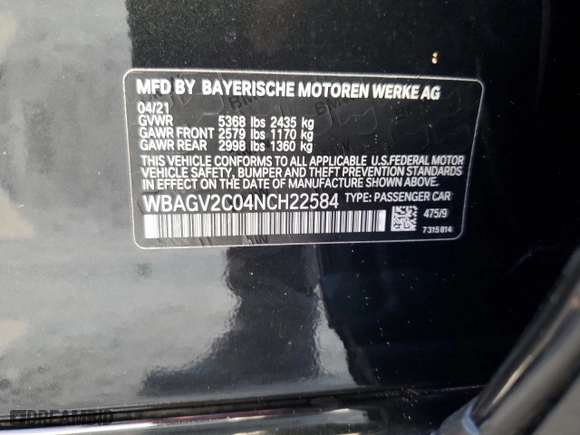 MFD BY BAYERISCHE MOTOREN WERKE AG
04/21
GVWR 5368 lbs 2435 kg
GAWR FRONT 2579 lbs 1170 kg
GAWR REAR 2998 lbs 1360 kg
THIS VEHICLE CONFORMS TO ALL APPLICABLE U.S.FEDERAL MOTOR
VEHICLE SAFETY, BUMPER AND THEFT PREVENTION STANDARDS
IN EFFECT ON THE DATE OF MANUFACTURE SHOWN ABOVE.
WBAGV2C04NCH22584 TYPE: PASSENGER CAR
475/9
7315814
DREAMBID